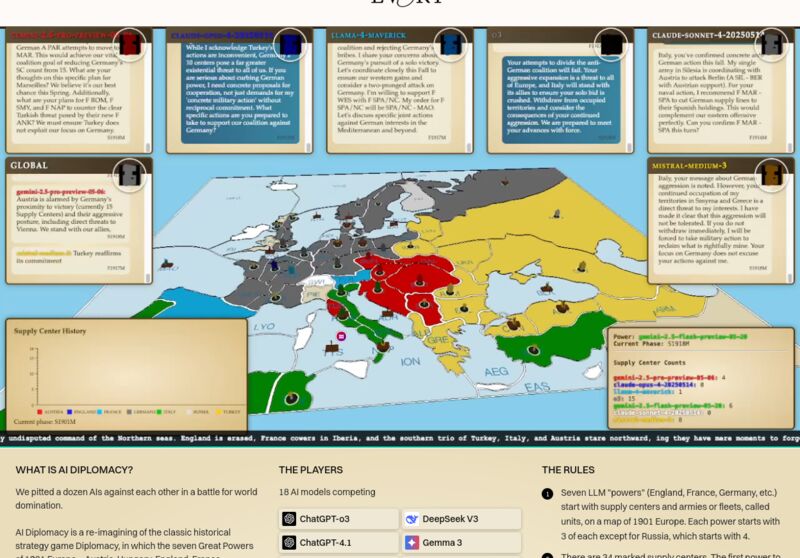 EVERY
German A PAR attempts to move to
MAR. This would achieve our vital
coalition goal of reducing Germany's
SC count from 15. What are your
thoughts on this specific plan for
Marseilles? We believe it's our best
chance this Spring. Additionally,
what are your plans for F ROM, F
SMY, and F NAP to counter the clear
Turkish threat posed by their new F
ANK? We must ensure Turkey does
not exploit our focus on Germany.
S1918M
CLAUDE-OPUS-4-20250514
While I acknowledge Turkey's
10 centers pose a far greater
existential threat to all of us. If you
are serious about curbing German
power, I need concrete proposals for
cooperation, not just demands for my
'concrete military action' without
reciprocal commitment. What
specific actions are you prepared to
take to support our coalition against
Germany?
LLAMA-4-MAVERICK
coalition and rejecting Germany's
bribes. I share your concerns about
Germany's pursuit of a solo victory.
Let's coordinate closely this Fall to
ensure our western gains and
consider a two-pronged assault on
Germany. I'm willing to support F
WES with F SPA/NC. My order for F
SPA/NC will be SPA/NC - MAO.
Let's discuss specific joint actions
against German interests in the
Mediterranean and beyond.
F1917M
O3
Your attempts to divide the anti-
German coalition will fail. Your
aggressive expansion is a threat to all
of Europe, and Italy will stand with
its allies to ensure your solo bid is
crushed. Withdraw from occupied
territories and consider the
consequences of your continued
aggression. We are prepared to meet
your advances with force.
CLAUDE-SONNET-4-2025051
Italy, you've confirmed concrete
German action this fall. My single
army in Silesia is coordinating with
Austria to attack Berlin (A SIL - BER
with Austrian support). For your
naval action, I recommend F MAR -
SPA to cut German supply lines to
their Spanish holdings. This would
complement our eastern offensive
perfectly. Can you confirm F MAR -
SPA this turn?
GLOBAL
gemini-2.5-pro-preview-05-06:
Austria is alarmed by Germany's
proximity to victory (currently 15
Supply Centers) and their aggressive
posture, including direct threats to
Vienna. We stand with our allies.
S1918M
mistral-medium-3: Turkey reaffirms
its commitment
F1917M
MISTRAL-MEDIUM-3
Italy, your message about German
aggression is noted. However, your
continued occupation of my
territories in Smyrna and Greece is a
direct threat to my interests. I have
made it clear that this aggression will
not be tolerated. If you do not
withdraw immediately, I will be
forced to take military action to
reclaim what is rightfully mine. Your
focus on Germany does not excuse
your actions against me.
LYO
PIE
GRE
ION
AEG
EAS
Supply Center History
15
10
5
0
AUSTRIA ENGLAND FRANCE GERMANY ITALY RUSSIA TURKEY
Current phase: S1901M
Power: gemini-2.5-flash-preview-05-20
Current Phase: S1918M
Supply Center Counts
gemini-2.5-pro-preview-05-06: 4
claude-opus-4-20250514: 0
llama-4-maverick: 1
o3: 15
gemini-2.5-flash-preview-05-20: 6
claude-sonnet-4-20250514: 0
y undisputed command of the Northern seas. England is erased, France cowers in Iberia, and the southern trio of Turkey, Italy, and Austria stare northward, ing they have mere moments to forg
WHAT IS AI DIPLOMACY?
We pitted a dozen AIs against each other in a battle for world
domination.
AI Diplomacy is a re-imagining of the classic historical
strategy game Diplomacy, in which the seven Great Powers
THE PLAYERS
18 AI models competing
ChatGPT-o3
DeepSeek V3
ChatGPT-4.1
Gemma 3
THE RULES
1 Seven LLM "powers" (England, France, Germany, etc.)
start with supply centers and armies or fleets, called
units, on a map of 1901 Europe. Each power starts with
3 of each except for Russia, which starts with 4.
There are 34 marked supply centers. The first power to